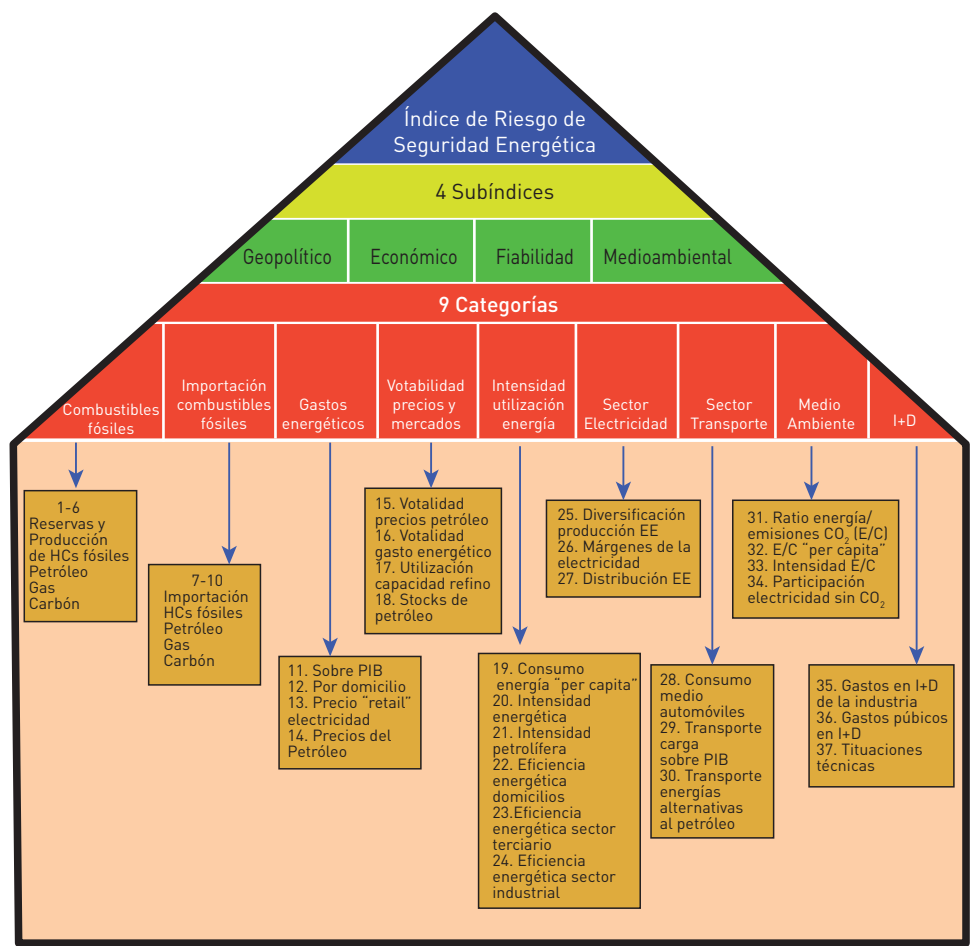 Índice de Riesgo de
Seguridad Energética
4 Subíndices
Geopolítico
Económico
Fiabilidad
Medioambiental
9 Categorías
Combustibles
fósiles
Importación
combustibles
fósiles
Gastos
energéticos
Votabilidad
precios y
mercados
Intensidad
utilización
energía
Sector
Electricidad
Sector
Transporte
Medio
Ambiente
I+D
1-6
Reservas y
Producción
de HCs fósiles
Petróleo
Gas
Carbón
7-10
Importación
HCs fósiles
Petróleo
Gas
Carbón
11. Sobre PIB
12. Por domicilio
13. Precio "retail"
electricidad
14. Precios del
Petróleo
15. Votalidad
precios petróleo
16. Votalidad
gasto energético
17. Utilización
capacidad refino
18. Stocks de
petróleo
19. Consumo
energía "per capita"
20. Intensidad
energética
21. Intensidad
petrolífera
22. Eficiencia
energética
domicilios
23.Eficiencia
energética sector
terciario
24. Eficiencia
energética sector
industrial
25. Diversificación
producción EE
26. Márgenes de la
electricidad
27. Distribución EE
28. Consumo
medio
automóviles
29. Transporte
carga
sobre PIB
30. Transporte
energías
alternativas
al petróleo
31. Ratio energía/
emisiones CO₂ (E/C)
32. E/C "per capita"
33. Intensidad E/C
34. Participación
electricidad sin CO₂
35. Gastos en I+D
de la industria
36. Gastos púbicos
en I+D
37. Tituaciones
técnicas